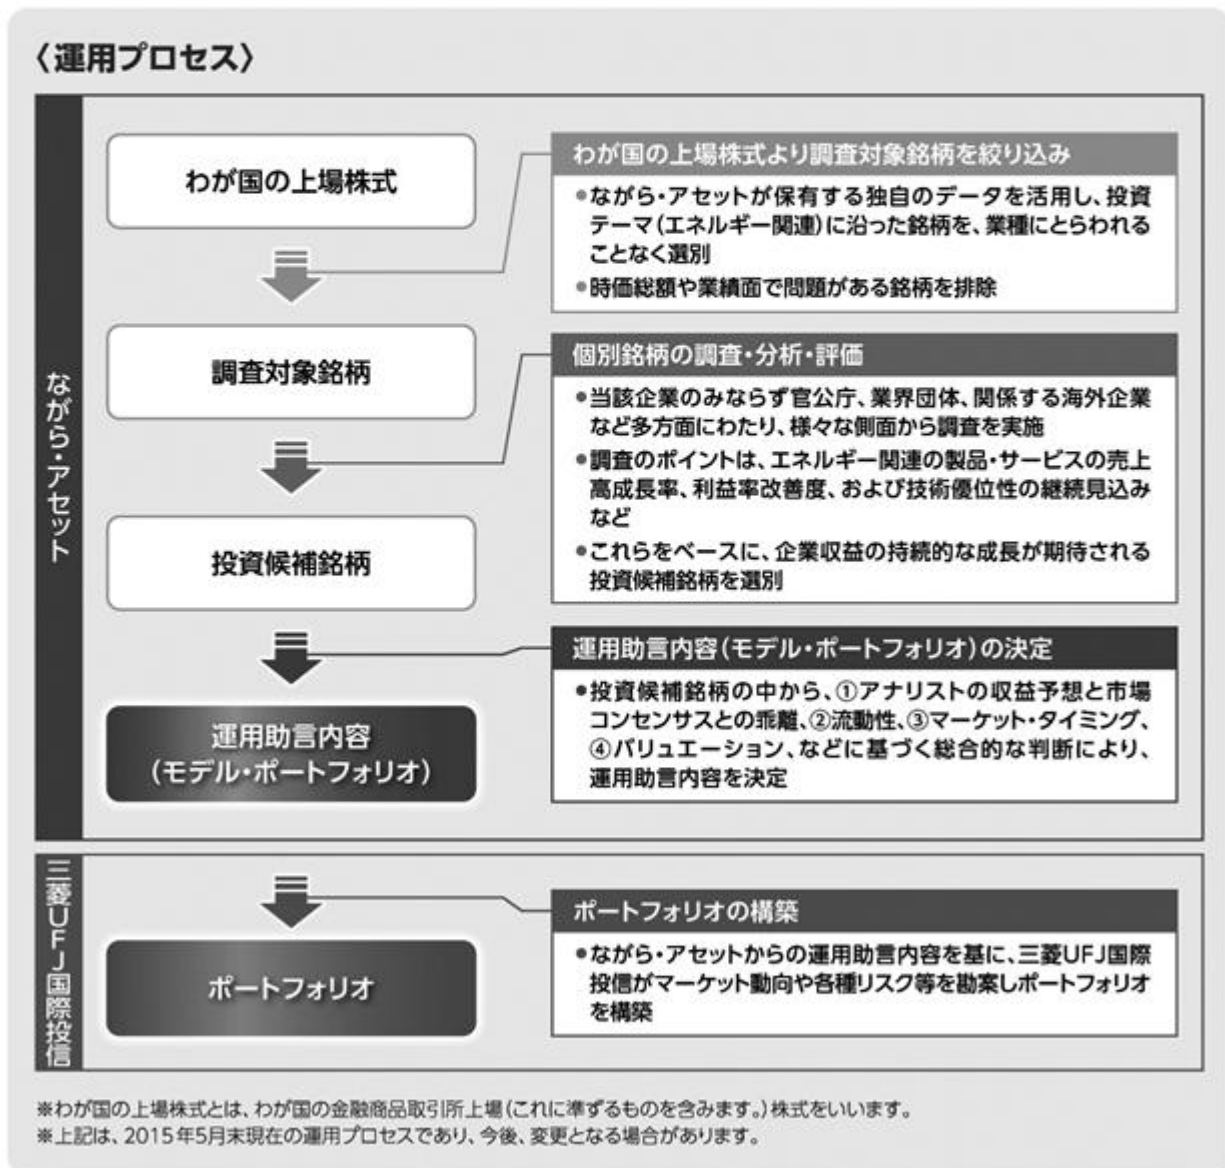 〈運用プロセス〉
ながら・アセット
わが国の上場株式
わが国の上場株式より調査対象銘柄を絞り込み
●ながら・アセットが保有する独自のデータを活用し、投資
テーマ(エネルギー関連)に沿った銘柄を、業種にとらわれる
ことなく選別
●時価総額や業績面で問題がある銘柄を排除
調査対象銘柄
個別銘柄の調査・分析・評価
●当該企業のみならず官公庁、業界団体、関係する海外企業
など多方面にわたり、様々な側面から調査を実施
●調査のポイントは、エネルギー関連の製品・サービスの売上
高成長率、利益率改善度、および技術優位性の継続見込み
など
●これらをベースに、企業収益の持続的な成長が期待される
投資候補銘柄を選別
投資候補銘柄
運用助言内容(モデル・ポートフォリオ)の決定
●投資候補銘柄の中から、①アナリストの収益予想と市場
コンセンサスとの乖離、②流動性、③マーケット・タイミング、
④バリュエーション、などに基づく総合的な判断により、
運用助言内容を決定
運用助言内容
(モデル・ポートフォリオ)
三菱UFJ国際投信
ポートフォリオの構築
●ながら・アセットからの運用助言内容を基に、三菱UFJ国際
投信がマーケット動向や各種リスク等を勘案しポートフォリオ
を構築
ポートフォリオ
※わが国の上場株式とは、わが国の金融商品取引所上場(これに準ずるものを含みます。)株式をいいます。
※上記は、2015年5月末現在の運用プロセスであり、今後、変更となる場合があります。